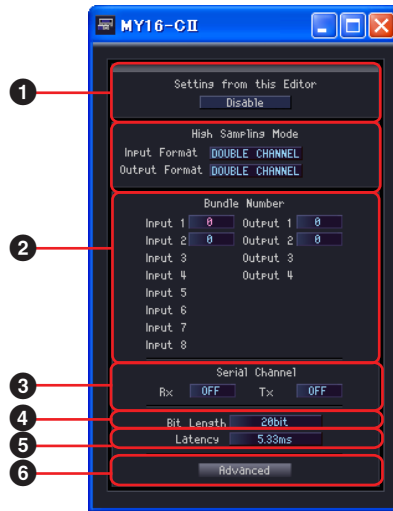 MY16-CII
1
Setting from this Editor
Disable
High Sampling Mode
Input Format DOUBLE CHANNEL
Output Format DOUBLE CHANNEL
2
Bundle Number
Input 1 0 Output 1 0
Input 2 0 Output 2 0
Input 3 Output 3
Input 4 Output 4
Input 5
Input 6
Input 7
Input 8
3
Serial Channel
Rx OFF Tx OFF
4
Bit Length 20bit
5
Latency 5.33ms
6
Advanced